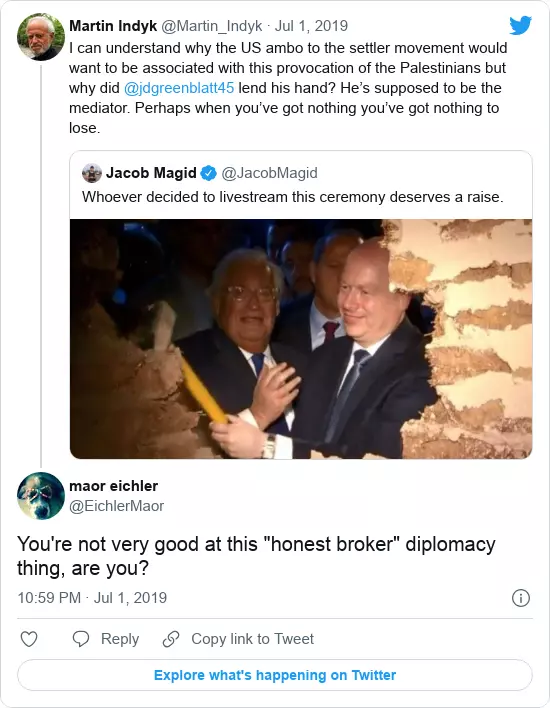 Martin Indyk @Martin_Indyk · Jul 1, 2019
I can understand why the US ambo to the settler movement would
want to be associated with this provocation of the Palestinians but
why did @jdgreenblatt45 lend his hand? He’s supposed to be the
mediator. Perhaps when you’ve got nothing you’ve got nothing to
lose.
Jacob Magid @JacobMagid
Whoever decided to livestream this ceremony deserves a raise.
maor eichler
@EichlerMaor
You're not very good at this "honest broker" diplomacy
thing, are you?
10:59 PM · Jul 1, 2019
Reply
Copy link to Tweet
Explore what's happening on Twitter